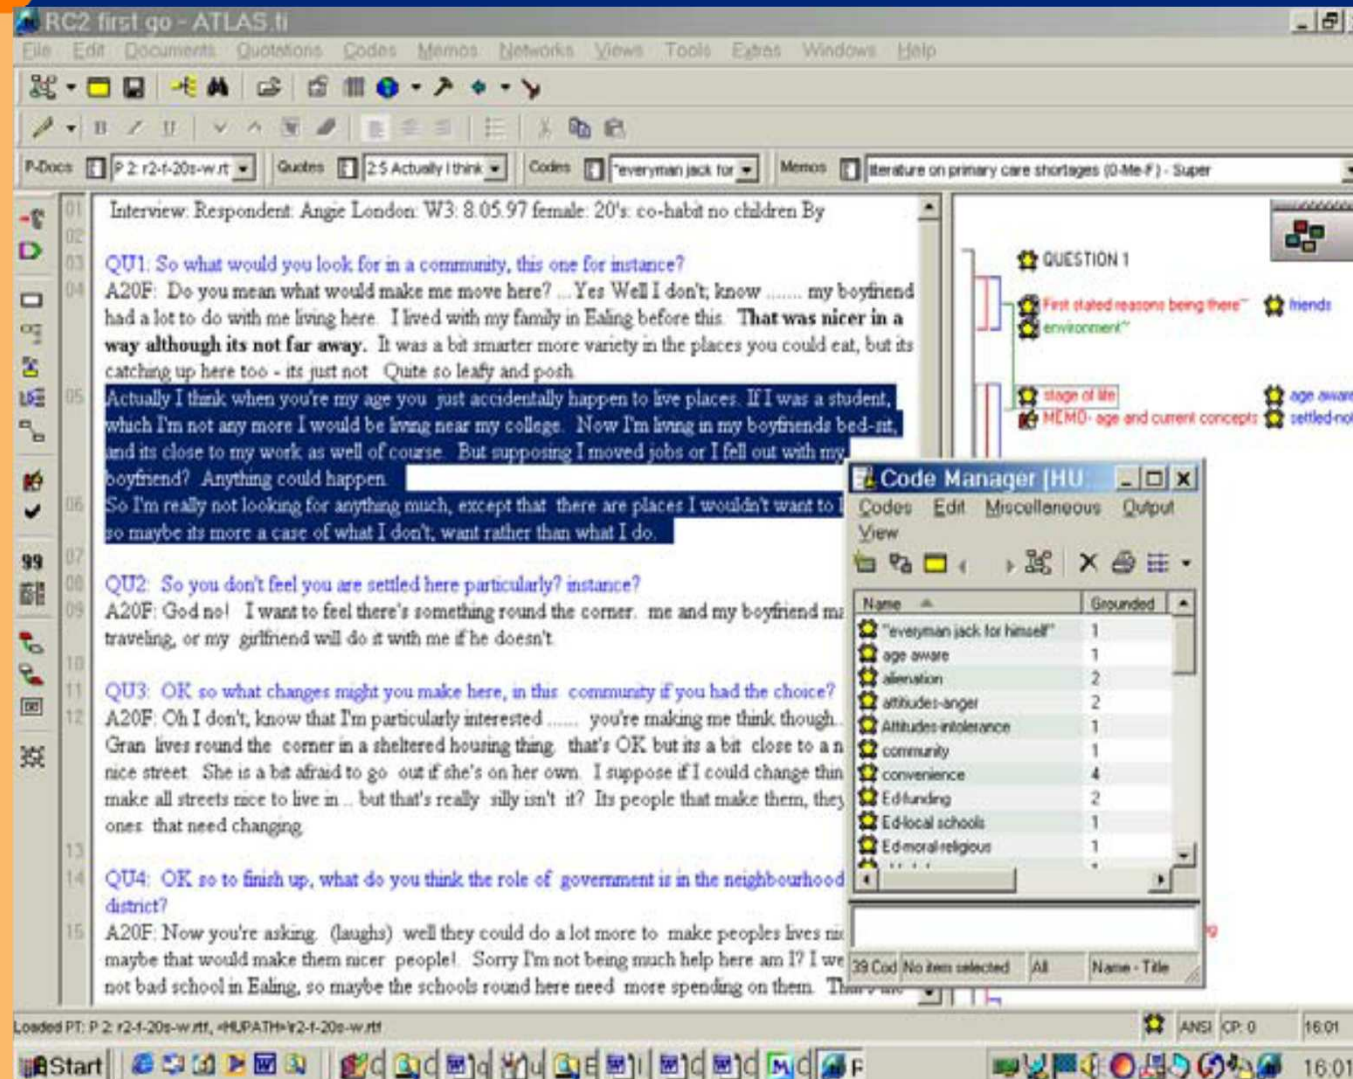 RC2 first go - ATLAS.ti
File Edit Documents Quotations Codes Memos Networks Views Tools Extras Windows Help
P-Docs P 2: r2-f-20s-w.rt Quotes 2:5 Actually I think Codes "everyman jack for Memos literature on primary care shortages (0-Me-F) - Super
01 Interview: Respondent: Angie London: W3: 8.05.97 female: 20's: co-habit no children By
02
03 QU1: So what would you look for in a community, this one for instance?
04 A20F: Do you mean what would make me move here? ... Yes Well I don't; know ....... my boyfriend
had a lot to do with me living here. I lived with my family in Ealing before this. That was nicer in a
way although its not far away. It was a bit smarter more variety in the places you could eat, but its
catching up here too - its just not Quite so leafy and posh
05 Actually I think when you're my age you just accidentally happen to live places. If I was a student,
which I'm not any more I would be living near my college. Now I'm living in my boyfriends bed-sit,
and its close to my work as well of course. But supposing I moved jobs or I fell out with my
boyfriend? Anything could happen.
06 So I'm really not looking for anything much, except that there are places I wouldn't want to
so maybe its more a case of what I don't, want rather than what I do.
07
08 QU2: So you don't feel you are settled here particularly? instance?
09 A20F: God no! I want to feel there's something round the corner. me and my boyfriend ma
traveling, or my girlfriend will do it with me if he doesn't
10
11 QU3: OK so what changes might you make here, in this community if you had the choice?
12 A20F: Oh I don't, know that I'm particularly interested ...... you're making me think though..
Gran lives round the corner in a sheltered housing thing. that's OK but its a bit close to a n
nice street. She is a bit afraid to go out if she's on her own. I suppose if I could change thin
make all streets nice to live in .. but that's really silly isn't it? Its people that make them, they
ones that need changing
13
14 QU4: OK so to finish up, what do you think the role of government is in the neighbourhood
district?
15 A20F: Now you're asking. (laughs) well they could do a lot more to make peoples lives nic
maybe that would make them nicer people!. Sorry I'm not being much help here am I? I we
not bad school in Ealing, so maybe the schools round here need more spending on them.
QUESTION 1
First stated reasons being there~ friends
environment~
stage of life age aware
MEMO- age and current concepts settled-not
Code Manager [HU
Codes Edit Miscellaneous Output
View
Name Grounded
"everyman jack for himself" 1
age aware 1
alienation 2
attitudes-anger 2
Attitudes-intolerance 1
community 1
convenience 4
Ed-funding 2
Ed-local schools 1
Ed-moral-religious 1
39 Cod No item selected All Name - Title
Loaded PT: P 2: r2-f-20s-w.rtf, <HUPATH>\r2-f-20s-w.rtf ANSI CP: 0 16:01
Start 16:01